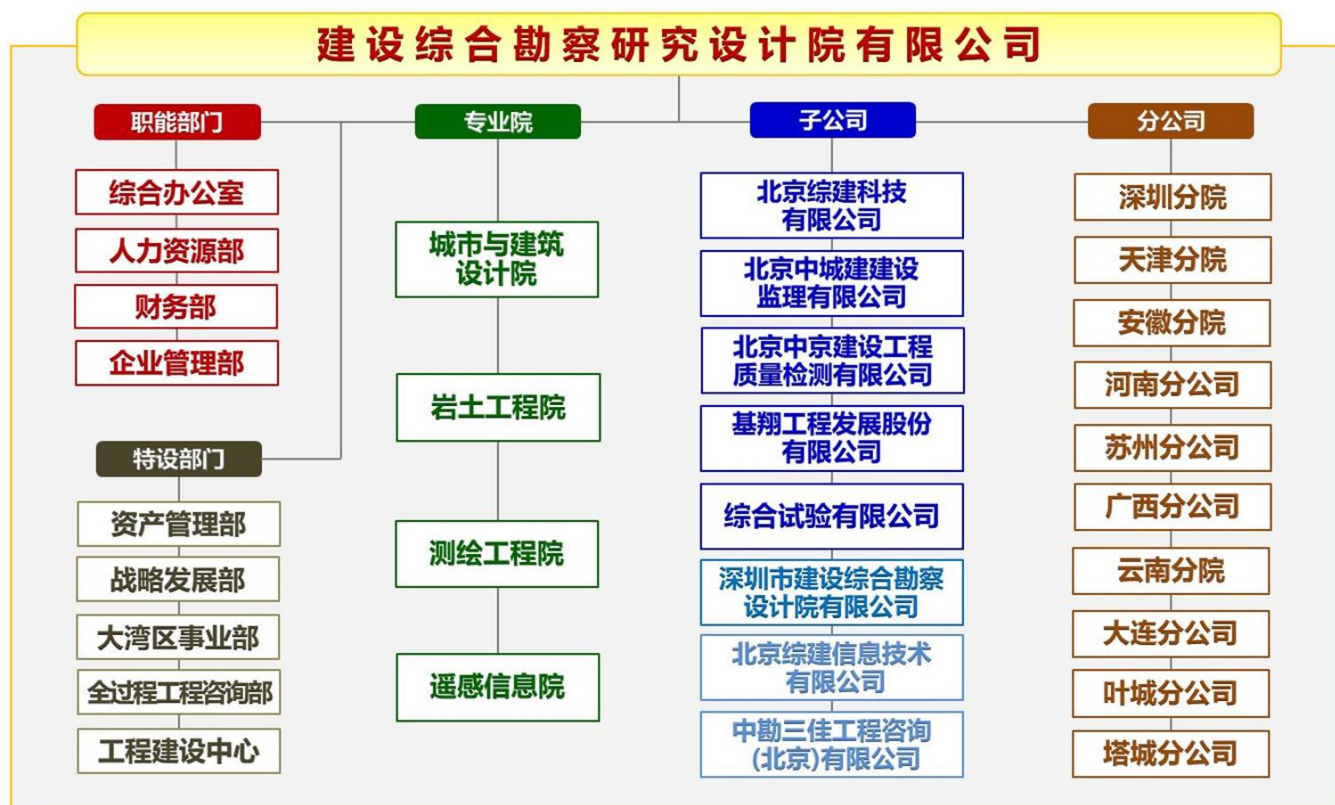 建设综合勘察研究设计院有限公司
职能部门
综合办公室
人力资源部
财务部
企业管理部
特设部门
资产管理部
战略发展部
大湾区事业部
全过程工程咨询部
工程建设中心
专业院
城市与建筑
设计院
岩土工程院
测绘工程院
遥感信息院
子公司
北京综建科技
有限公司
北京中城建建设
监理有限公司
北京中京建设工程
质量检测有限公司
基翔工程发展股份
有限公司
综合试验有限公司
深圳市建设综合勘察
设计院有限公司
北京综建信息技术
有限公司
中勘三佳工程咨询
(北京)有限公司
分公司
深圳分院
天津分院
安徽分院
河南分公司
苏州分公司
广西分公司
云南分院
大连分公司
叶城分公司
塔城分公司